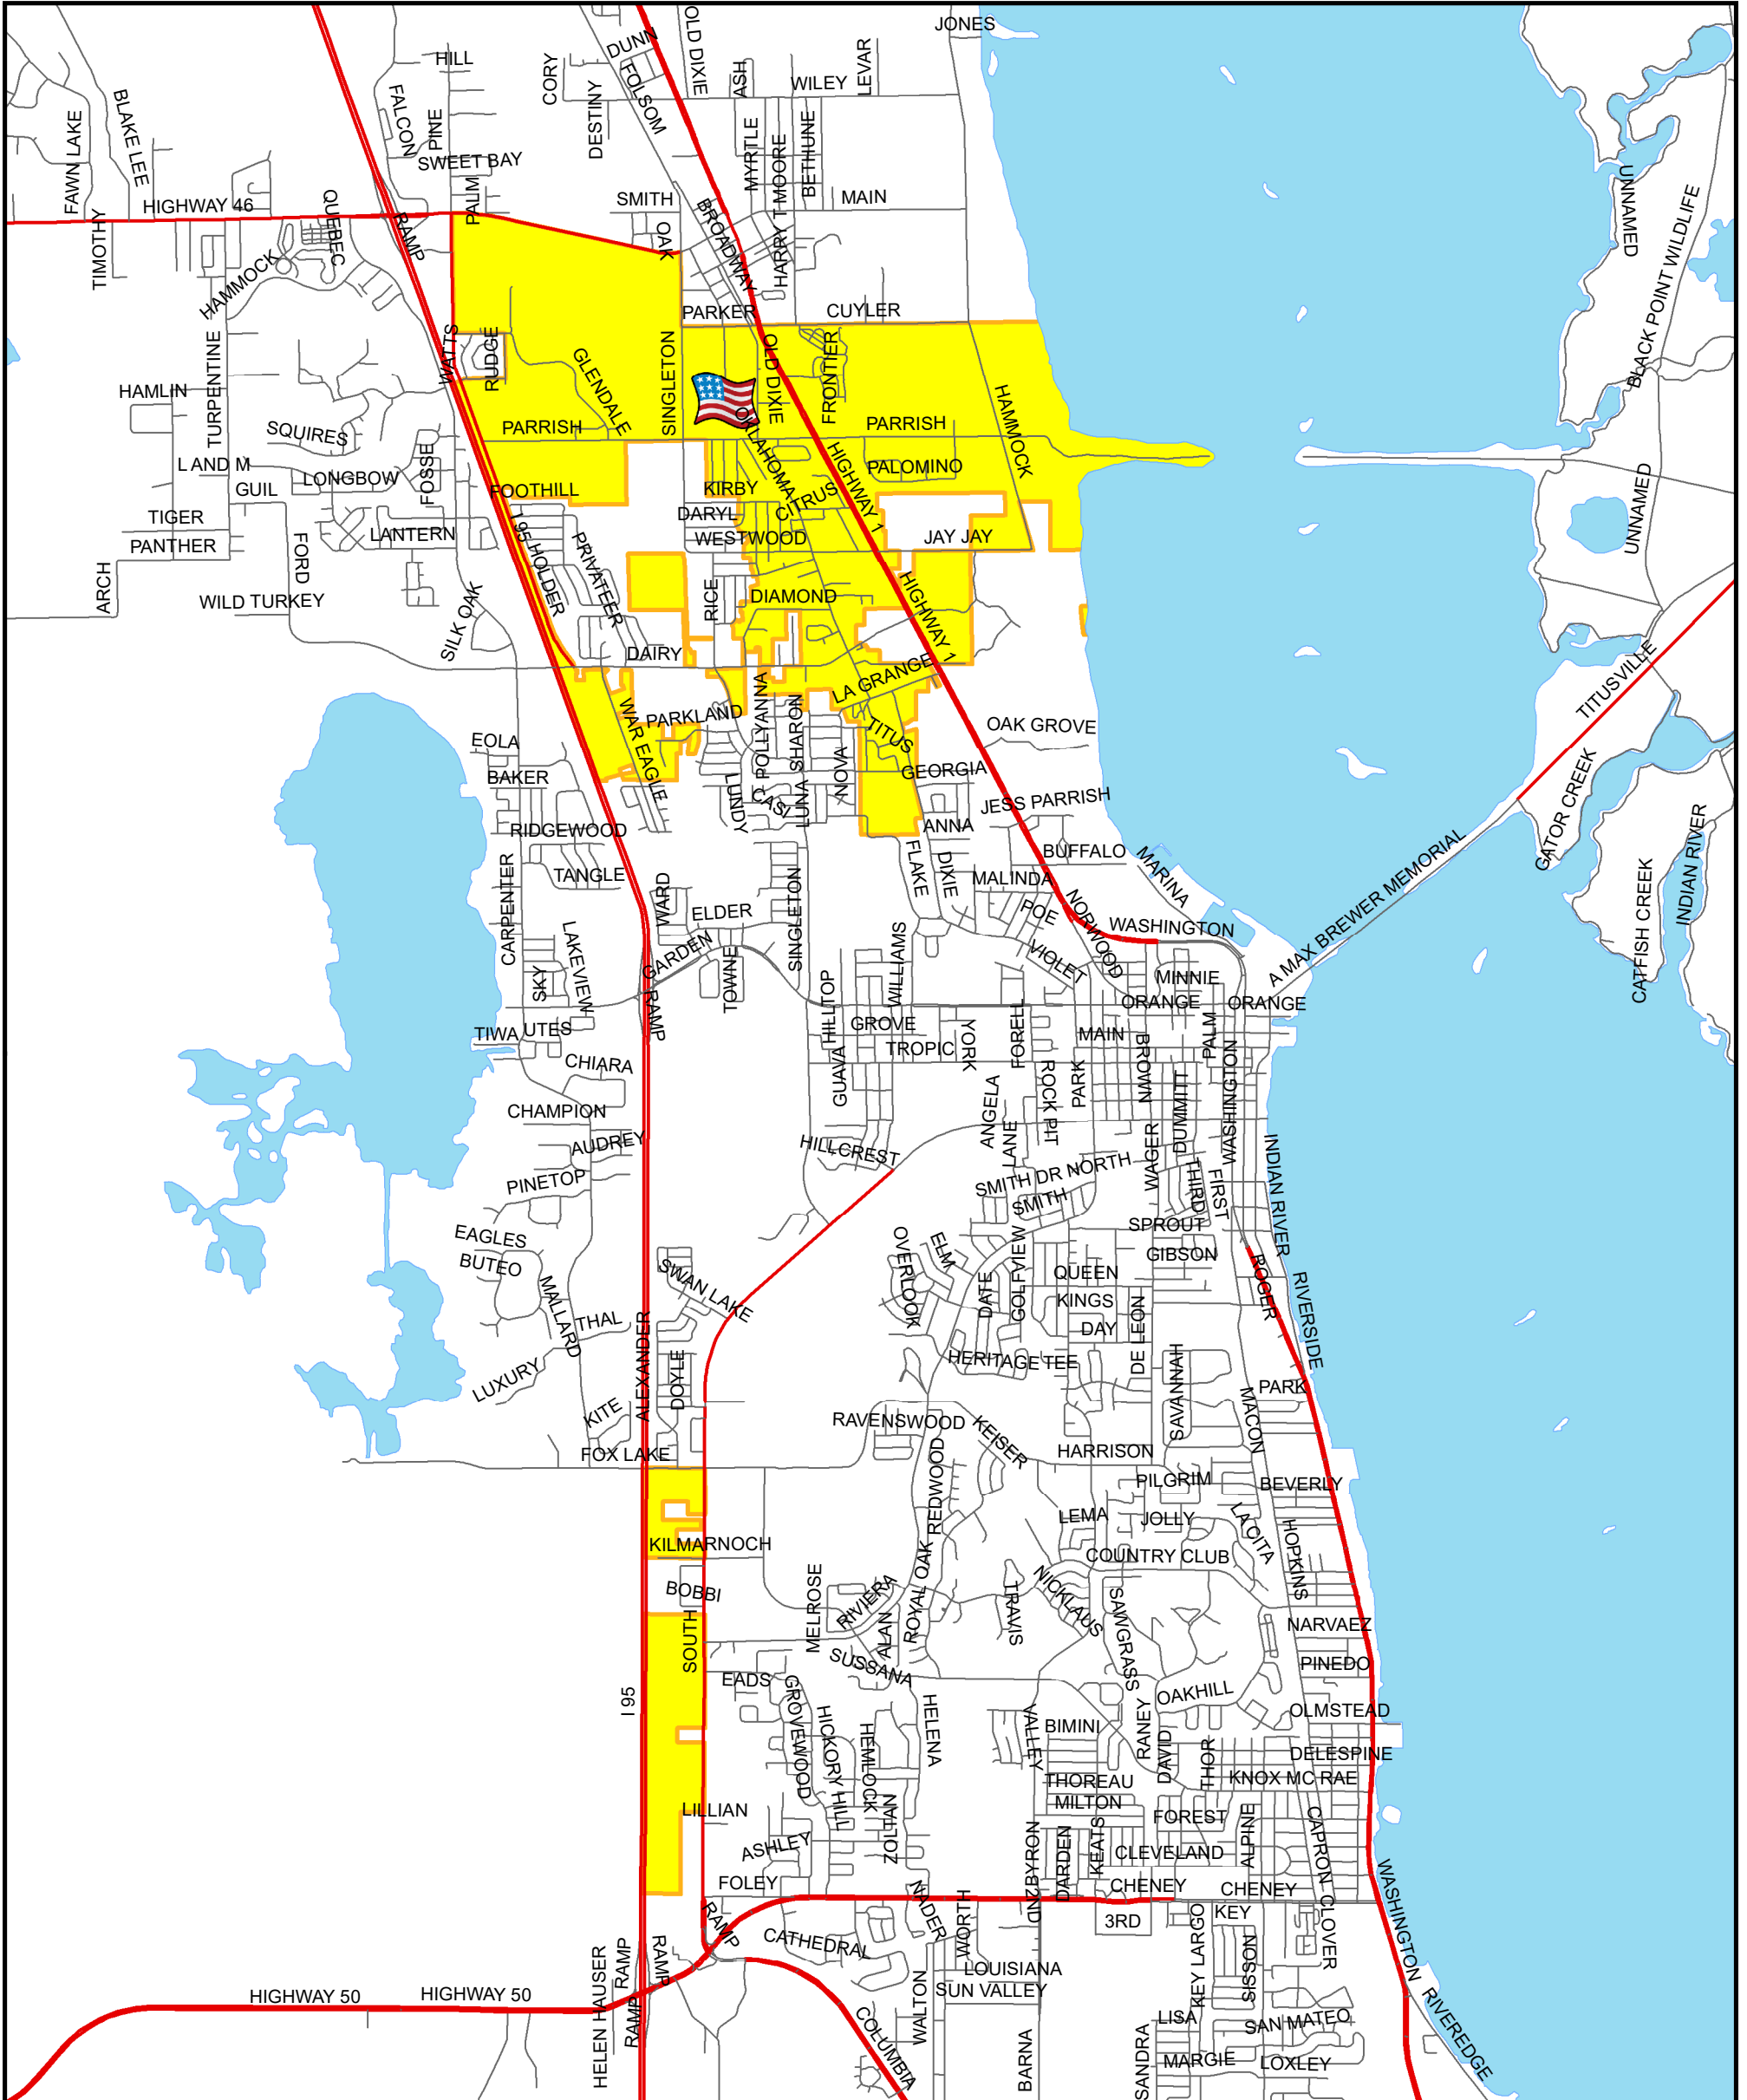 JONES
OLD DIXIE
DUNN
HILL
CORY
FOLSOM
ASH
WILEY
LEVAR
BLAKE LEE
FALCON
PINE
DESTINY
FAWN LAKE
MYRTLE
HARRY T MOORE
BETHUNE
SWEET BAY
PALM
SMITH
MAIN
UNNAMED
BLACK POINT WILDLIFE
HIGHWAY 46
QUEBEC
RAMP
OAK
BROADWAY
TIMOTHY
HAMMOCK
PARKER
CUYLER
WATTS
RUDGE
GLENDALE
SINGLETON
OLD DIXIE
FRONTIER
TURPENTINE
HAMLIN
HAMMOCK
SQUIRES
PARRISH
OKLAHOMA
PARRISH
L AND M
LONGBOW
FOSSE
HIGHWAY 1
PALOMINO
GUIL
FOOTHILL
KIRBY
CITRUS
UNNAMED
TIGER
DARYL
PANTHER
LANTERN
I 95
WESTWOOD
JAY JAY
FORD
HOLDER
PRIVATEER
ARCH
WILD TURKEY
RICE
DIAMOND
HIGHWAY 1
SILK OAK
DAIRY
LA GRANGE
TITUSVILLE
WAR EAGLE
PARKLAND
POLLYANNA
SHARON
TITUS
OAK GROVE
EOLA
BAKER
LUNDY
CASI
LUNA
NOVA
GEORGIA
JESS PARRISH
GATOR CREEK
RIDGEWOOD
ANNA
FLAKE
DIXIE
BUFFALO
MARINA
INDIAN RIVER
CARPENTER
TANGLE
WARD
MALINDA
A MAX BREWER MEMORIAL
CATFISH CREEK
ELDER
SINGLETON
POE
NORWOOD
WASHINGTON
LAKEVIEW
SKY
GARDEN
TOWNE
WILLIAMS
VIOLET
MINNIE
RAMP
HILLTOP
ORANGE
ORANGE
TIWA
UTES
GROVE
TROPIC
YORK
FORELL
MAIN
BROWN
PALM
CHIARA
GUAVA
ROCK PIT
PARK
WASHINGTON
CHAMPION
ANGELA
DUMMITT
AUDREY
HILLCREST
LANE
WAGER
INDIAN RIVER
PINETOP
SMITH DR NORTH
SMITH
THIRD
FIRST
EAGLES
OVERLOOK
ELM
GOLFVIEW
SPROUT
BUTEO
SWAN LAKE
GIBSON
DATE
QUEEN
ROGER
RIVERSIDE
MALLARD
THAL
KINGS
DAY
DE LEON
ALEXANDER
DOYLE
HERITAGE
TEE
SAVANNAH
LUXURY
PARK
KITE
RAVENSWOOD
KEISER
MACON
FOX LAKE
REDWOOD
HARRISON
PILGRIM
BEVERLY
LEMA
JOLLY
LA CITA
HOPKINS
KILMARNOCH
COUNTRY CLUB
BOBBI
MELROSE
RIVIERA
ROYAL OAK
TRAVIS
NICKLAUS
SAWGRASS
SOUTH
ALAN
NARVAEZ
SUSSANA
PINEDO
EADS
GROVEWOOD
OAKHILL
I 95
HICKORY HILL
HEMLOCK
HELENA
VALLEY
BIMINI
RANEY
DAVID
OLMSTEAD
THOR
DELESPINE
THOREAU
KNOX MC RAE
LILLIAN
MILTON
ZOLTAN
FOREST
ALPINE
CAPRON
ASHLEY
BYRON
DARDEN
KEATS
CLEVELAND
FOLEY
CHENEY
CHENEY
RAMP
NADER
WORTH
2ND
3RD
KEY
CLOVER
WASHINGTON
CATHEDRAL
KEY LARGO
SISSON
HELEN HAUSER
RAMP
RAMP
LOUISIANA
HIGHWAY 50
HIGHWAY 50
SUN VALLEY
RAMP
COLUMBIA
WALTON
LISA
SAN MATEO
RIVEREDGE
BARNA
SANDRA
MARGIE
LOXLEY